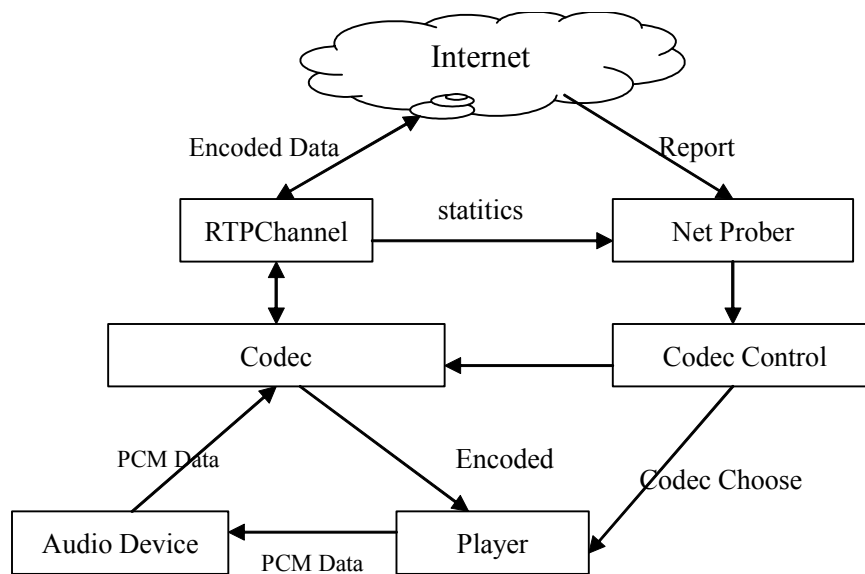 Internet
Encoded Data
Report
RTPChannel
statitics
Net Prober
Codec
Codec Control
PCM Data
Encoded
Codec Choose
Audio Device
PCM Data
Player